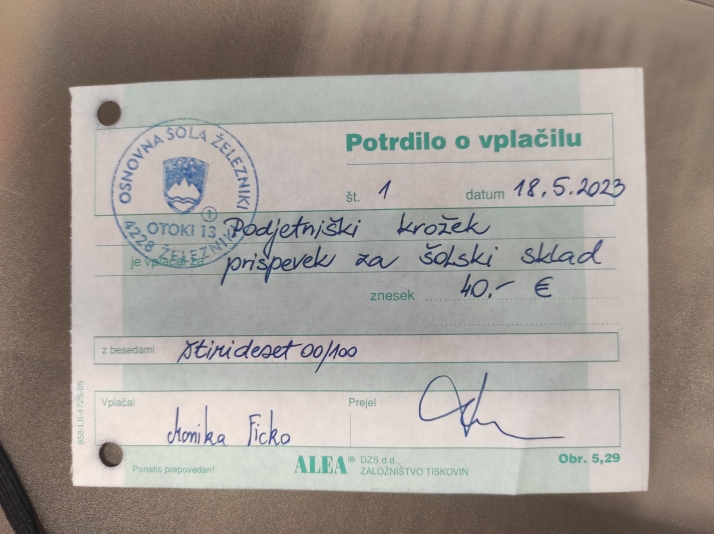 Potrdilo o vplačilu
OSNOVNA ŠOLA ŽELEZNIKI
OTOKI 13
4228 ŽELEZNIKI
1
št. 1 datum 18.5.2023
Podjetniški krožek
je vplačal za prispevek za šolski sklad
znesek 40.- €
z besedami štirideset 00/100
Vplačal Monika Ficko
Prejel
Ponatis prepovedan!
ALEA® DZS d.d.,
ZALOŽNIŠTVO TISKOVIN
Obr. 5,29